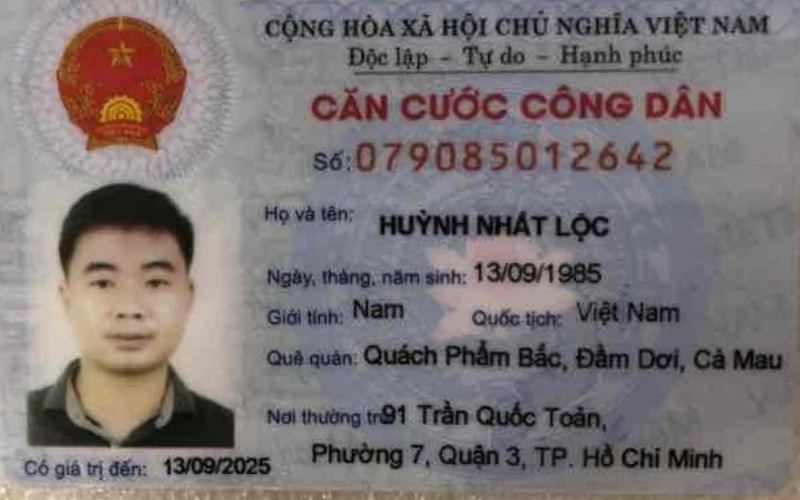 CỘNG HÒA XÃ HỘI CHỦ NGHĨA VIỆT NAM
Độc lập - Tự do - Hạnh phúc
CĂN CƯỚC CÔNG DÂN
Số: 079085012642
Họ và tên: HUỲNH NHẤT LỘC
Ngày, tháng, năm sinh: 13/09/1985
Giới tính: Nam Quốc tịch: Việt Nam
Quê quán: Quách Phẩm Bắc, Đầm Dơi, Cà Mau
Nơi thường tr 91 Trần Quốc Toản,
Phường 7, Quận 3, TP. Hồ Chí Minh
Có giá trị đến: 13/09/2025